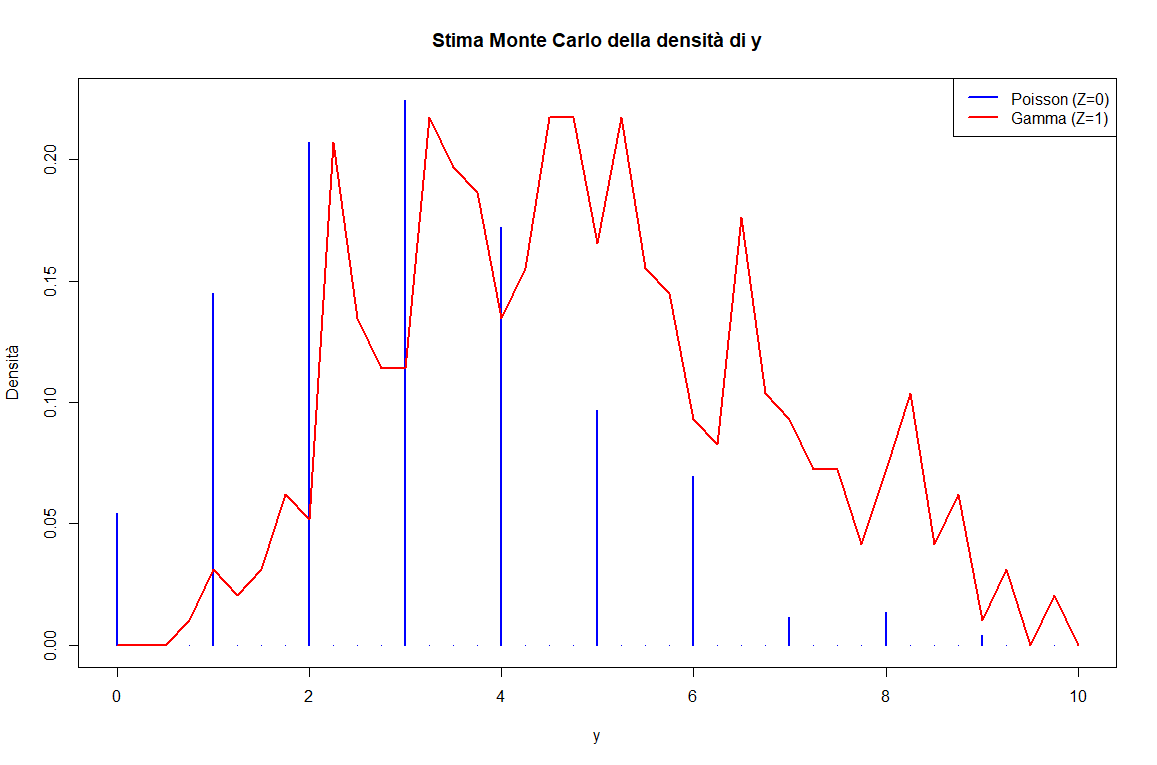 Stima Monte Carlo della densità di y
Poisson (Z=0)
Gamma (Z=1)
Densità
0.20
0.15
0.10
0.05
0.00
0 2 4 6 8 10
y